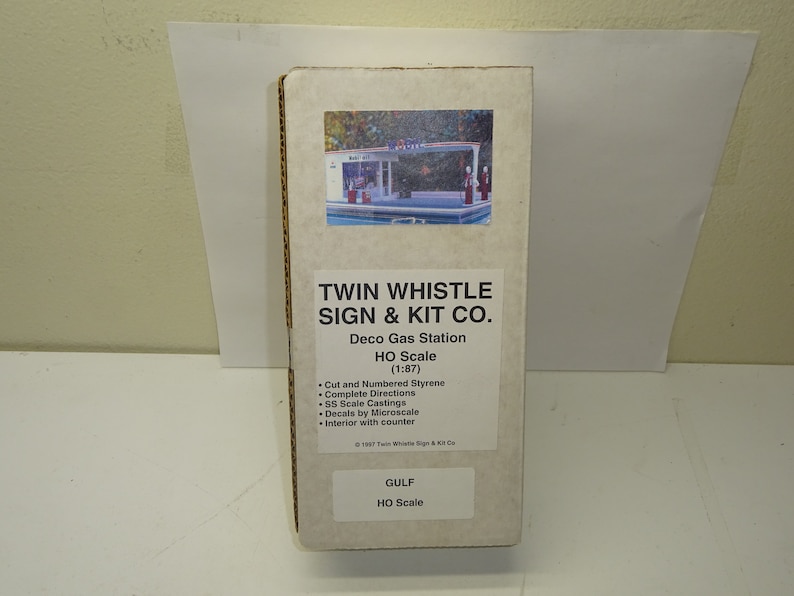 MOBIL
Mobiloil
TWIN WHISTLE
SIGN & KIT CO.
Deco Gas Station
HO Scale
(1:87)
• Cut and Numbered Styrene
• Complete Directions
• SS Scale Castings
• Decals by Microscale
• Interior with counter
© 1997 Twin Whistle Sign & Kit Co
GULF
HO Scale